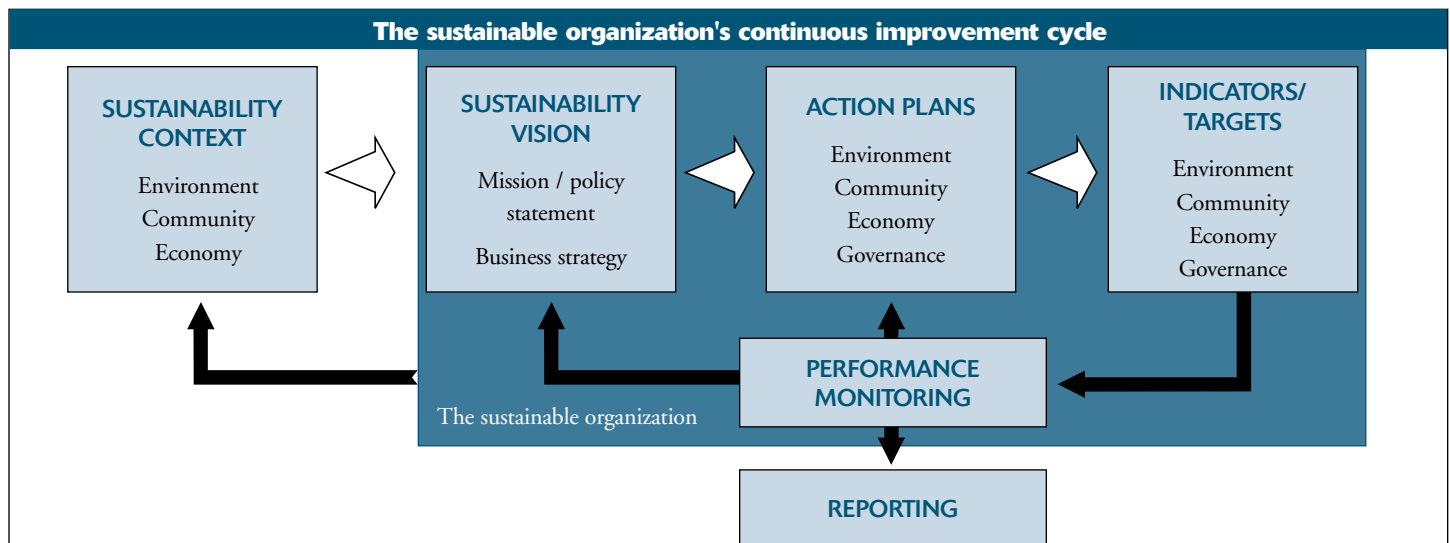 The sustainable organization's continuous improvement cycle
SUSTAINABILITY
CONTEXT
Environment
Community
Economy
SUSTAINABILITY
VISION
Mission / policy
statement
Business strategy
ACTION PLANS
Environment
Community
Economy
Governance
INDICATORS/
TARGETS
Environment
Community
Economy
Governance
PERFORMANCE
MONITORING
The sustainable organization
REPORTING